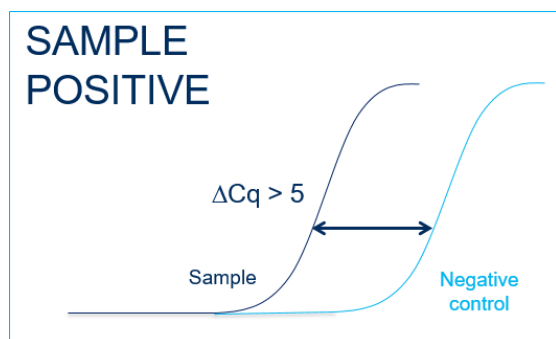 SAMPLE
POSITIVE
ΔCq > 5
Sample
Negative
control